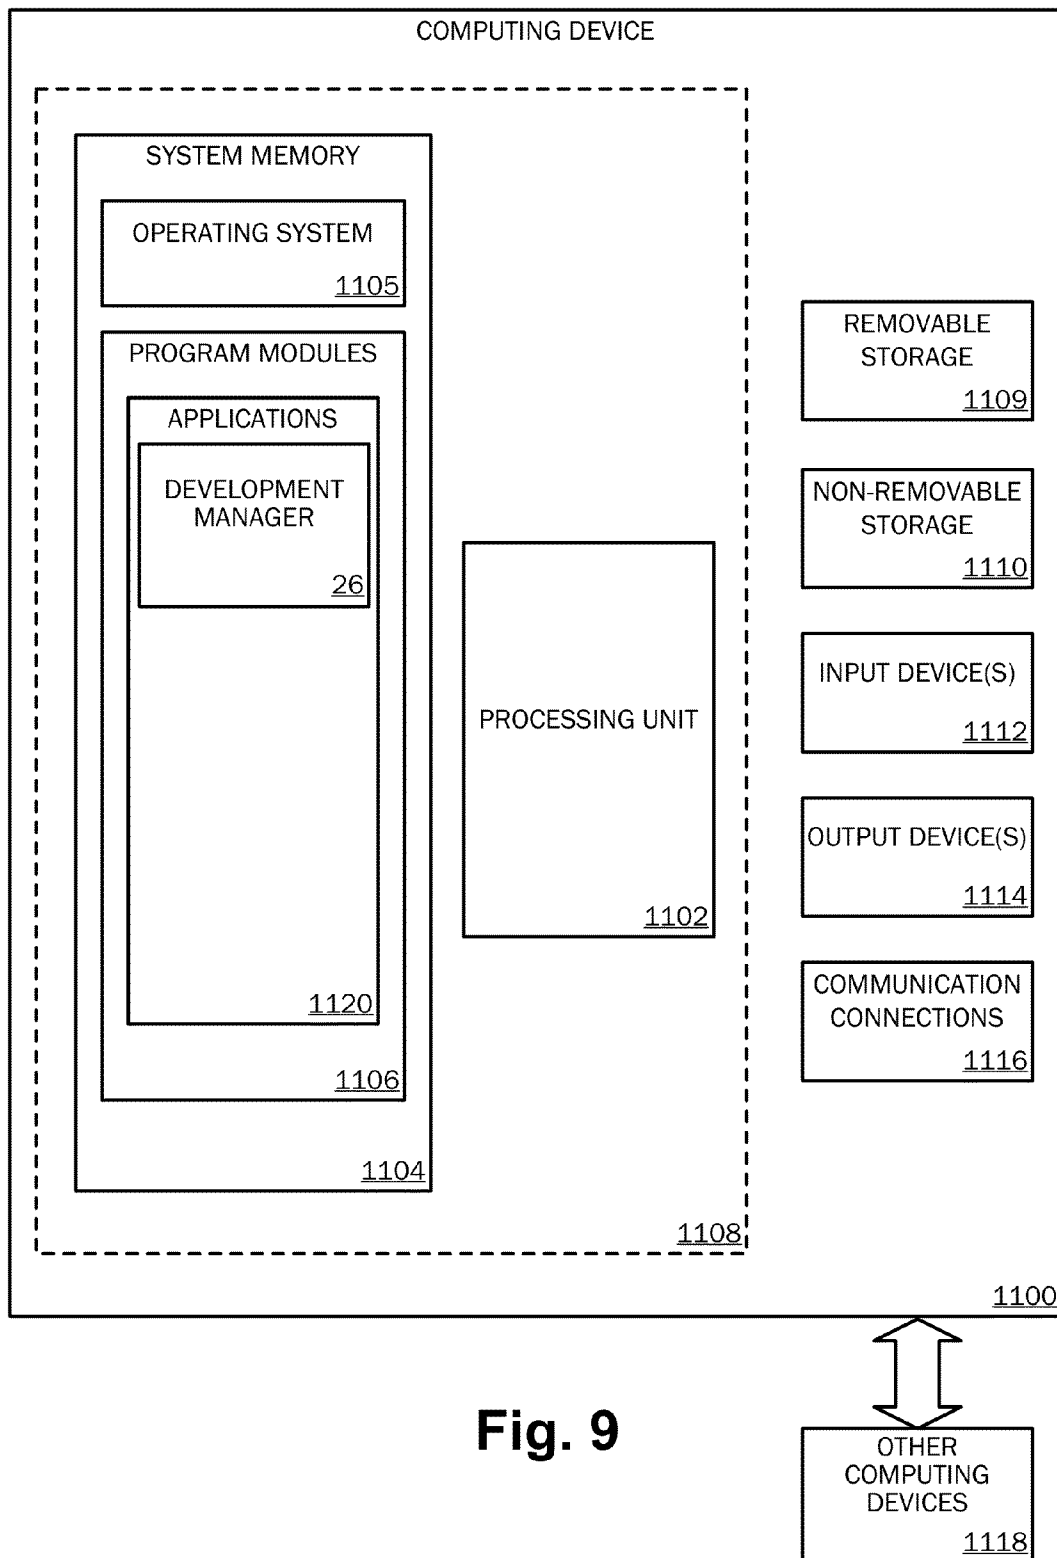 COMPUTING DEVICE
SYSTEM MEMORY
OPERATING SYSTEM
1105
PROGRAM MODULES
APPLICATIONS
DEVELOPMENT
MANAGER
26
1120
1106
1104
PROCESSING UNIT
1102
1108
REMOVABLE
STORAGE
1109
NON-REMOVABLE
STORAGE
1110
INPUT DEVICE(S)
1112
OUTPUT DEVICE(S)
1114
COMMUNICATION
CONNECTIONS
1116
1100
Fig. 9
OTHER
COMPUTING
DEVICES
1118